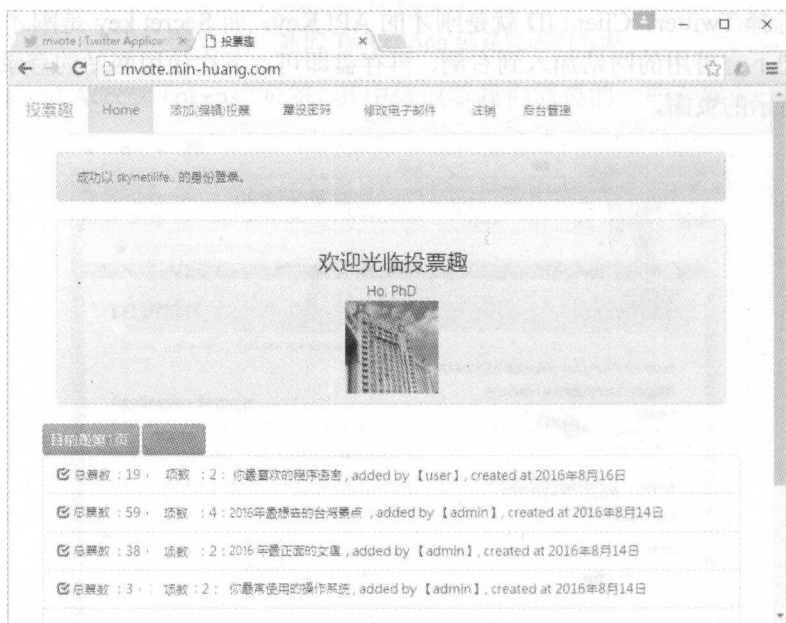 mvote | Twitter Applicat
投票趣
mvote.min-huang.com
投票趣
Home
添加/编辑投票
重设密码
修改电子邮件
注销
后台管理
成功以 skynetilife.. 的身份登录。
欢迎光临投票趣
Ho, PhD
目前是第1页
总票数 : 19 , 项数 : 2 : 你最喜欢的程序语言 , added by 【user】, created at 2016年8月16日
总票数 : 59 , 项数 : 4 : 2016年最想去的台湾景点 , added by 【admin】, created at 2016年8月14日
总票数 : 38 , 项数 : 2 : 2016 年最正面的女 , added by 【admin】, created at 2016年8月14日
总票数 : 3 , 项数 : 2 : 你最常使用的操作系统, added by 【admin】, created at 2016年8月14日